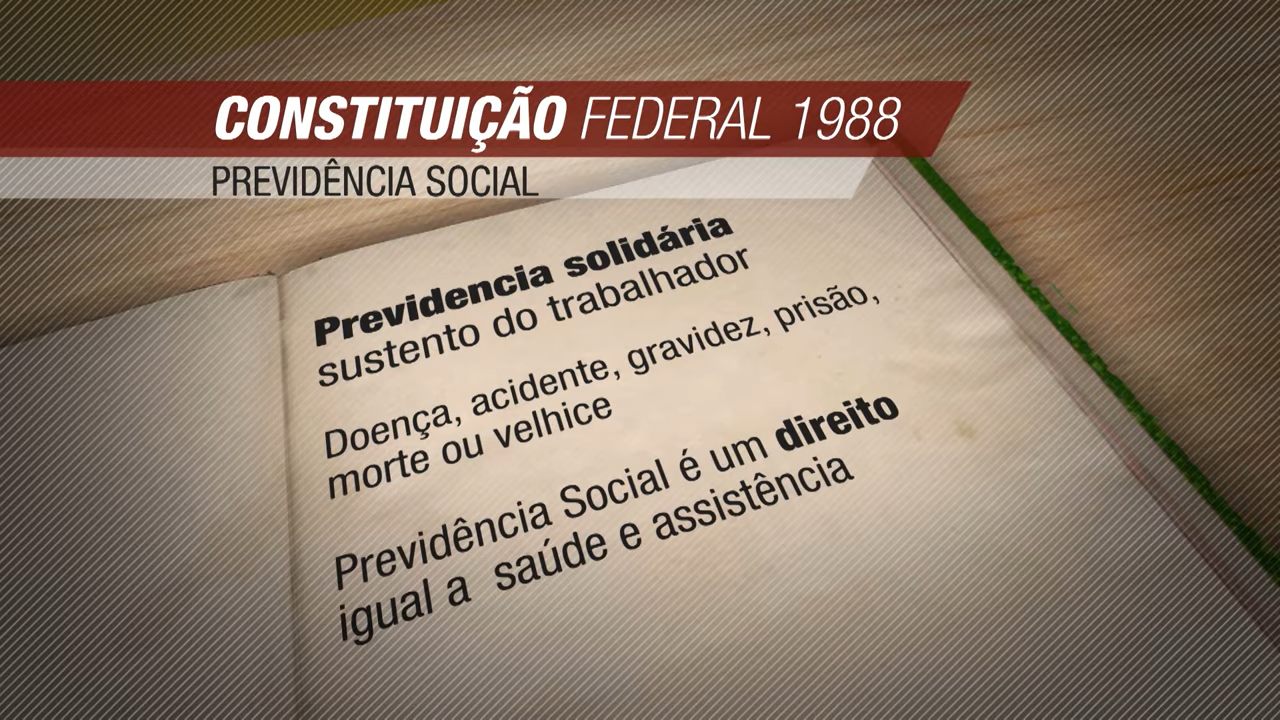 CONSTITUIÇÃO FEDERAL 1988
PREVIDÊNCIA SOCIAL
Previdencia solidária
sustento do trabalhador
Doença, acidente, gravidez, prisão,
morte ou velhice
Previdência Social é um direito
igual a saúde e assistência